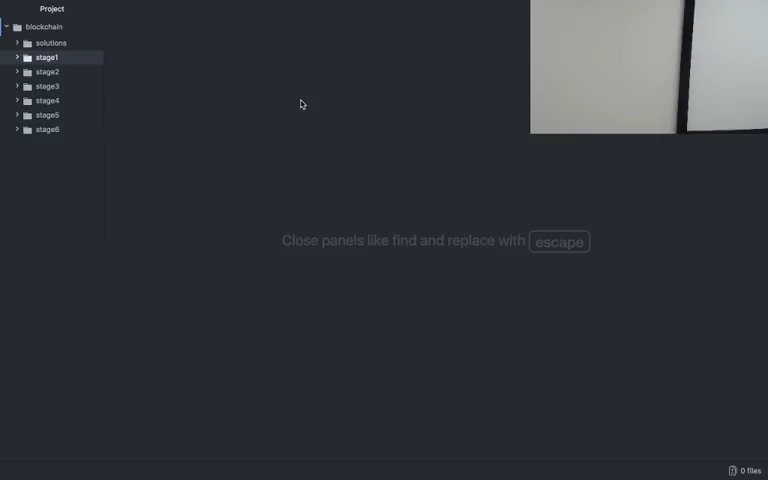 Project
blockchain
solutions
stage1
stage2
stage3
stage4
stage5
stage6
Close panels like find and replace with escape
0 files